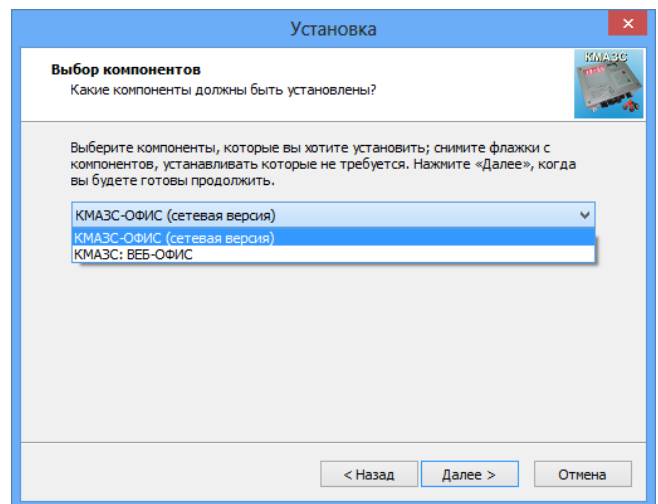 Установка
Выбор компонентов
Какие компоненты должны быть установлены?
КМАЗС
Выберите компоненты, которые вы хотите установить; снимите флажки с
компонентов, устанавливать которые не требуется. Нажмите «Далее», когда
вы будете готовы продолжить.
КМАЗС-ОФИС (сетевая версия)
КМАЗС-ОФИС (сетевая версия)
КМАЗС: ВЕБ-ОФИС
< Назад
Далее >
Отмена